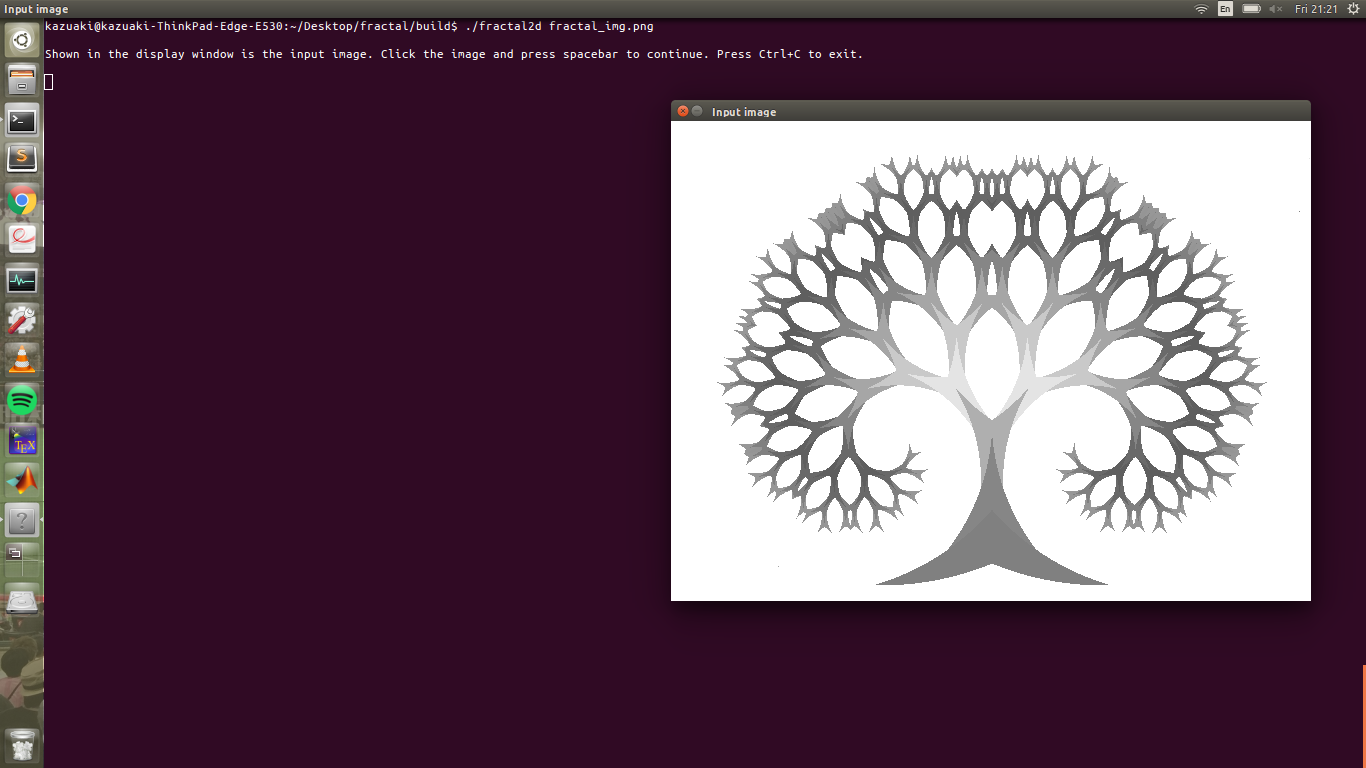 Input image
En
Fri 21:21
kazuaki@kazuaki-ThinkPad-Edge-E530:~/Desktop/fractal/build$ ./fractal2d fractal_img.png
Shown in the display window is the input image. Click the image and press spacebar to continue. Press Ctrl+C to exit.
Input image
>_
S
TEX
?